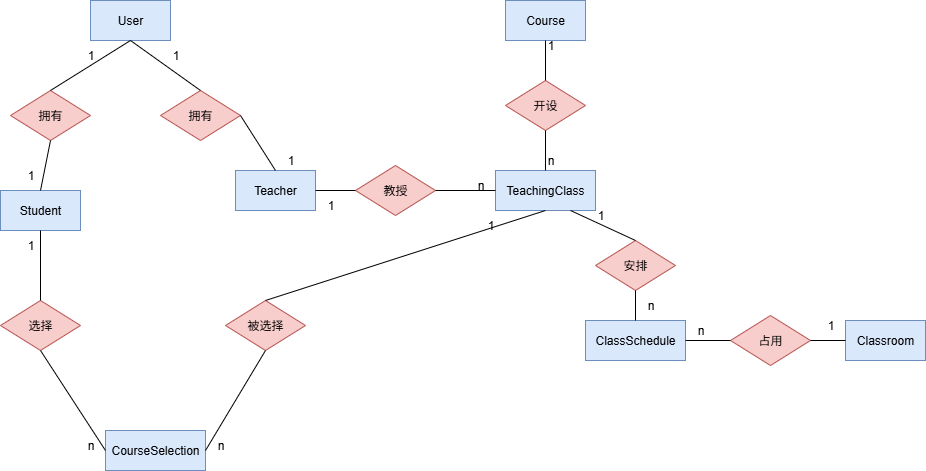 User
Course
1
1
1
拥有
拥有
开设
1
1
n
Teacher
教授
TeachingClass
1
n
Student
1
1
1
安排
n
选择
被选择
ClassSchedule
n
占用
1
Classroom
n
CourseSelection
n